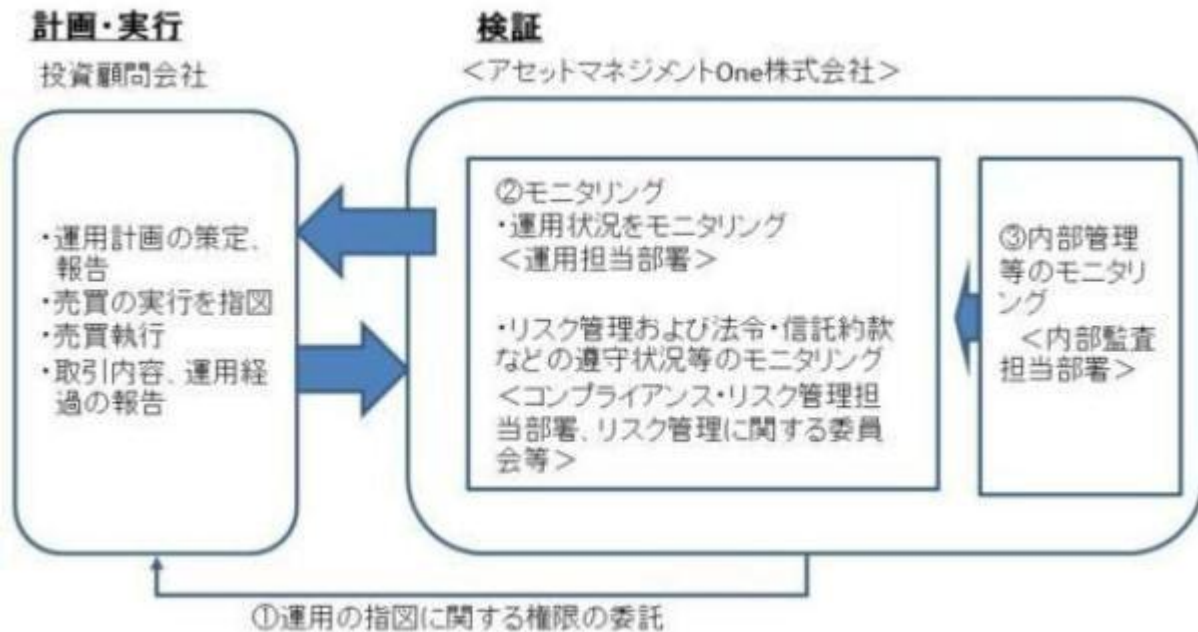 計画・実行
投資顧問会社
・運用計画の策定、
報告
・売買の実行を指図
・売買執行
・取引内容、運用経
過の報告
検証
＜アセットマネジメントOne株式会社＞
②モニタリング
・運用状況をモニタリング
＜運用担当部署＞
・リスク管理および法令・信託約款
などの遵守状況等のモニタリング
＜コンプライアンス・リスク管理担
当部署、リスク管理に関する委員
会等＞
③内部管理
等のモニタリ
ング
＜内部監査
担当部署＞
①運用の指図に関する権限の委託